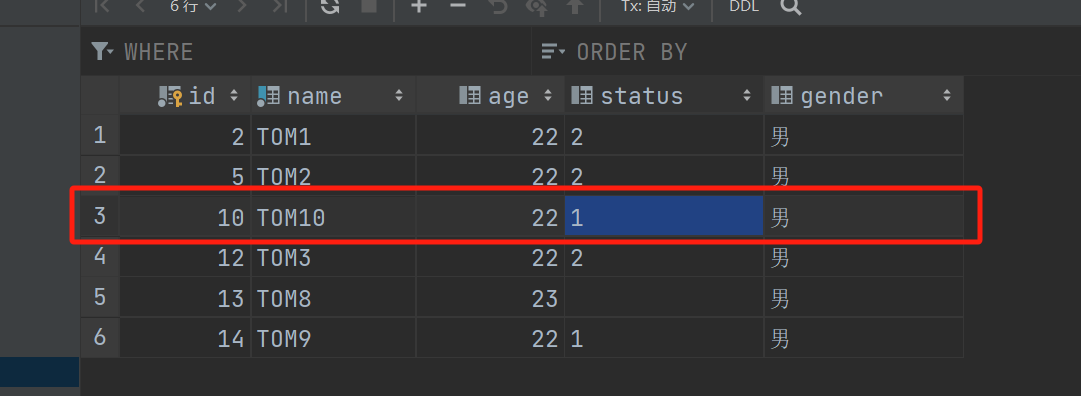 6 行 Tx: 自动 DDL
WHERE ORDER BY
id name age status gender
1 2 TOM1 22 2 男
2 5 TOM2 22 2 男
3 10 TOM10 22 1 男
4 12 TOM3 22 2 男
5 13 TOM8 23 男
6 14 TOM9 22 1 男